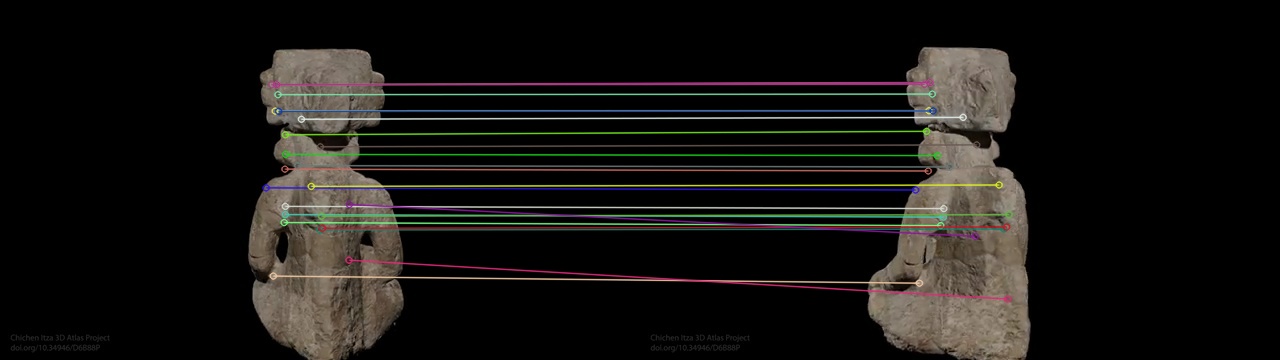 Chichen Itza 3D Atlas Project
doi.org/10.34946/D6B88P
Chichen Itza 3D Atlas Project
doi.org/10.34946/D6B88P